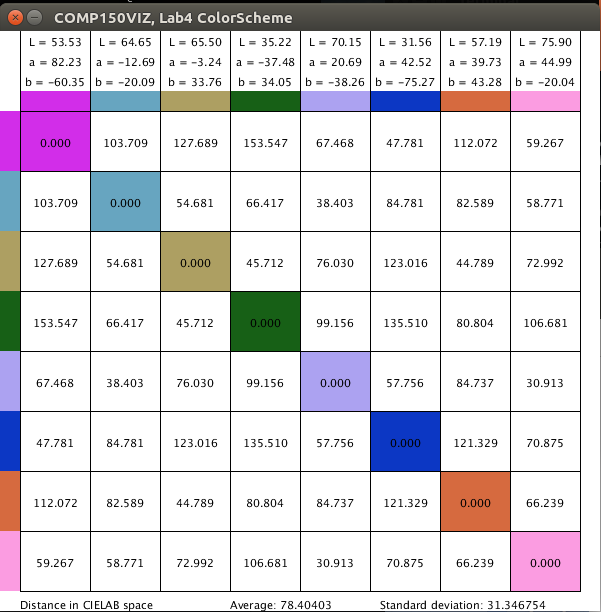 COMP150VIZ, Lab4 ColorScheme
L = 53.53 L = 64.65 L = 65.50 L = 35.22 L = 70.15 L = 31.56 L = 57.19 L = 75.90
a = 82.23 a = −12.69 a = −3.24 a = −37.48 a = 20.69 a = 42.52 a = 39.73 a = 44.99
b = −60.35 b = −20.09 b = 33.76 b = 34.05 b = −38.26 b = −75.27 b = 43.28 b = −20.04
0.000 103.709 127.689 153.547 67.468 47.781 112.072 59.267
103.709 0.000 54.681 66.417 38.403 84.781 82.589 58.771
127.689 54.681 0.000 45.712 76.030 123.016 44.789 72.992
153.547 66.417 45.712 0.000 99.156 135.510 80.804 106.681
67.468 38.403 76.030 99.156 0.000 57.756 84.737 30.913
47.781 84.781 123.016 135.510 57.756 0.000 121.329 70.875
112.072 82.589 44.789 80.804 84.737 121.329 0.000 66.239
59.267 58.771 72.992 106.681 30.913 70.875 66.239 0.000
Distance in CIELAB space Average: 78.40403 Standard deviation: 31.346754